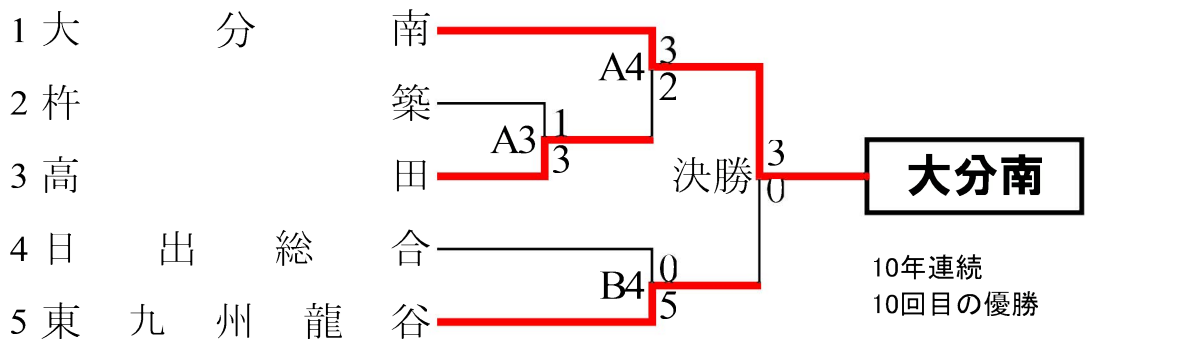 1 大分南
3
A4
2
2 杵築
1
A3
3
3 高田
3
決勝
0
大分南
4 日出総合
0
B4
5
5 東九州龍谷
10年連続
10回目の優勝